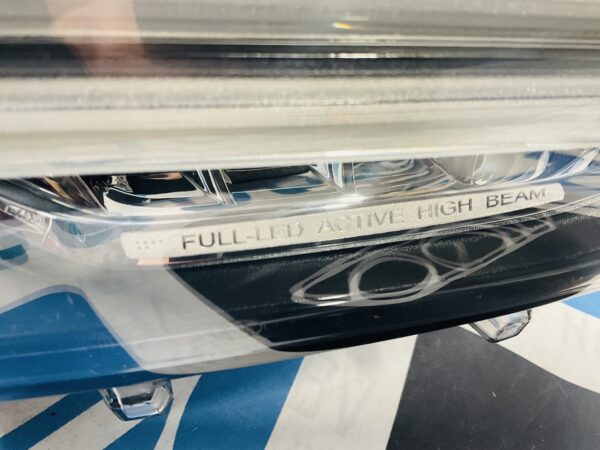 FULL-LED ACTIVE HIGH BEAM